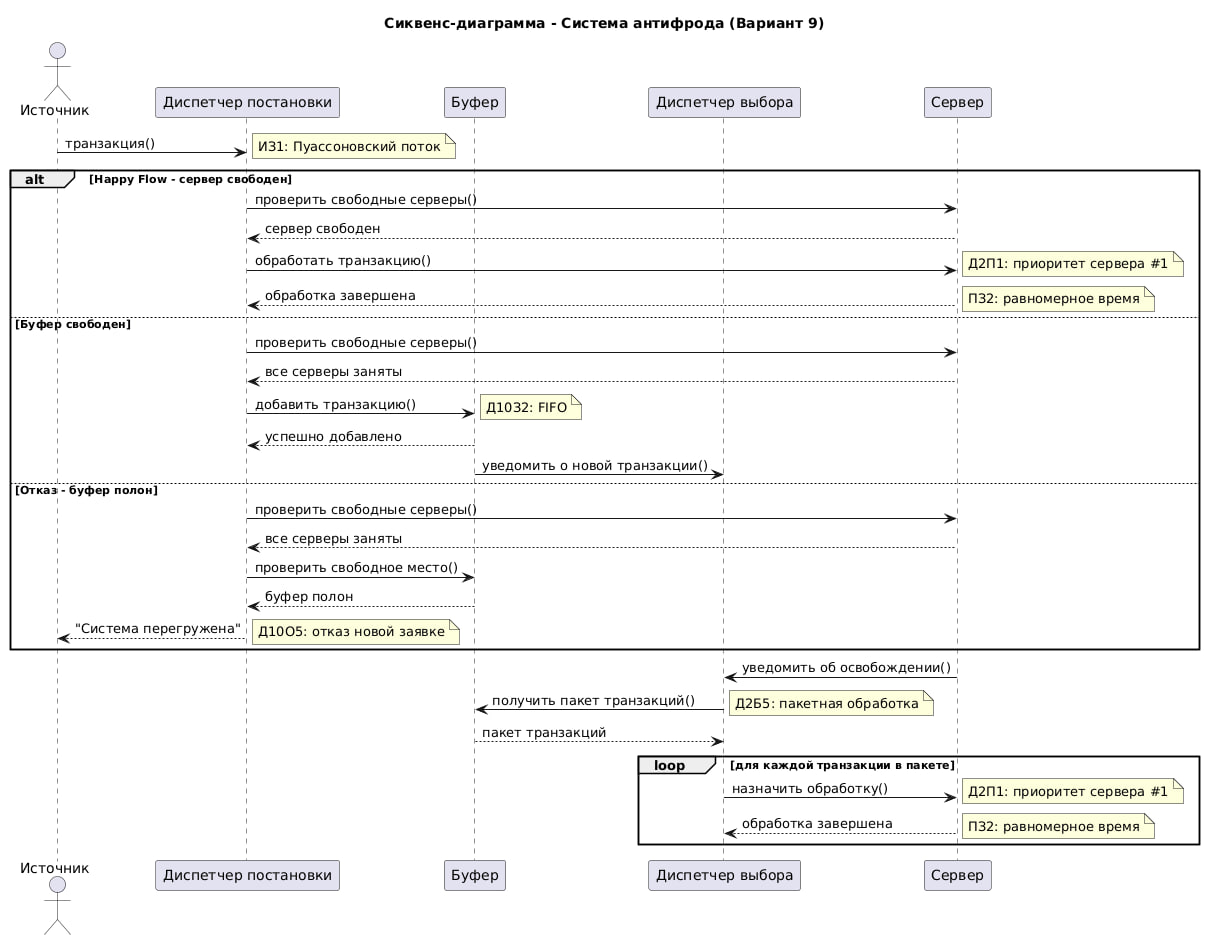 Сиквенс-диаграмма - Система антифрода (Вариант 9)
Источник
Диспетчер постановки
Буфер
Диспетчер выбора
Сервер
транзакция()
ИЗ1: Пуассоновский поток
alt
[Happy Flow - сервер свободен]
проверить свободные серверы()
сервер свободен
обработать транзакцию()
Д2П1: приоритет сервера #1
обработка завершена
ПЗ2: равномерное время
[Буфер свободен]
проверить свободные серверы()
все серверы заняты
добавить транзакцию()
Д10З2: FIFO
успешно добавлено
уведомить о новой транзакции()
[Отказ - буфер полон]
проверить свободные серверы()
все серверы заняты
проверить свободное место()
буфер полон
"Система перегружена"
Д10О5: отказ новой заявке
уведомить об освобождении()
получить пакет транзакций()
Д2Б5: пакетная обработка
пакет транзакций
loop
[для каждой транзакции в пакете]
назначить обработку()
Д2П1: приоритет сервера #1
обработка завершена
ПЗ2: равномерное время
Источник
Диспетчер постановки
Буфер
Диспетчер выбора
Сервер